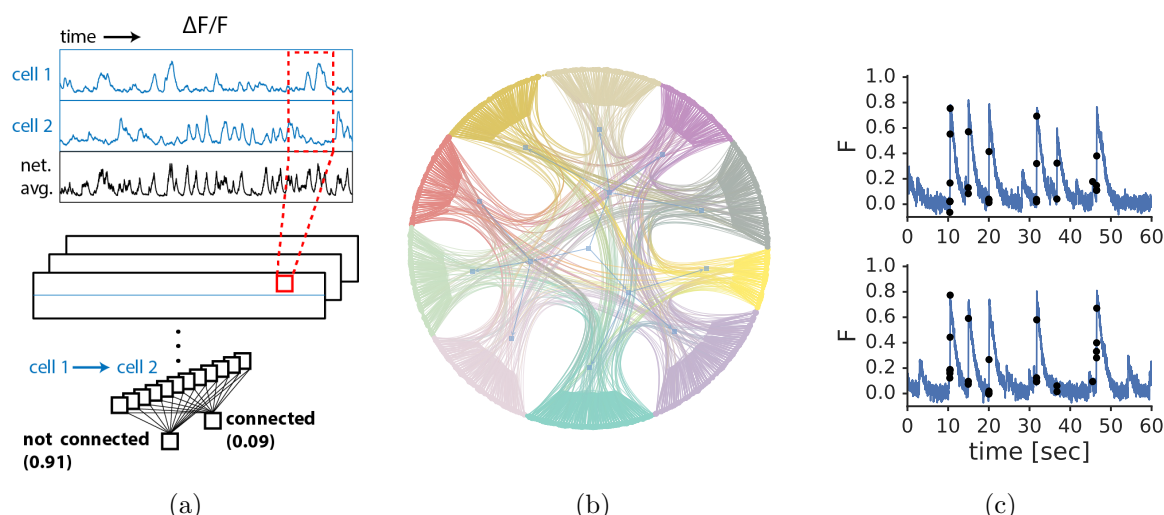 time
ΔF/F
cell 1
cell 2
net.
avg.
cell 1 cell 2
connected
(0.09)
not connected
(0.91)
(a)
(b)
F
1.0
0.8
0.6
0.4
0.2
0.0
0 10 20 30 40 50 60
F
1.0
0.8
0.6
0.4
0.2
0.0
0 10 20 30 40 50 60
time [sec]
(c)